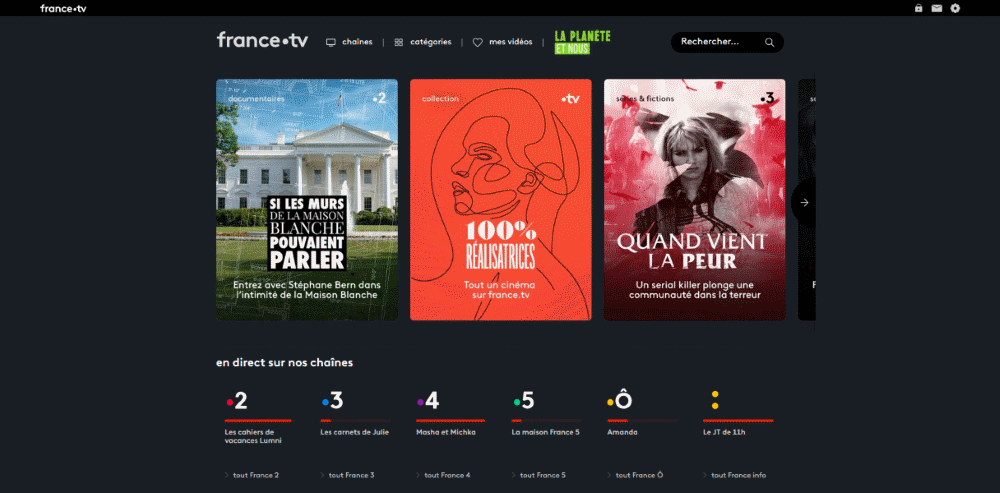 france•tv
france•tv
chaînes
catégories
mes vidéos
LA PLANÈTE
ET NOUS
Rechercher...
documentaires
•2
SI LES MURS
DE LA MAISON
BLANCHE
POUVAIENT
PARLER
Entrez avec Stéphane Bern dans
l'intimité de la Maison Blanche
collection
•tv
100%
RÉALISATRICES
Tout un cinéma
sur france.tv
séries & fictions
•3
QUAND VIENT
LA PEUR
Un serial killer plonge une
communauté dans la terreur
en direct sur nos chaînes
•2
•3
•4
•5
•Ô
:
Les cahiers de
vacances Lumni
Les carnets de Julie
Masha et Michka
La maison France 5
Amanda
Le JT de 11h
tout France 2
tout France 3
tout France 4
tout France 5
tout France Ô
tout France info